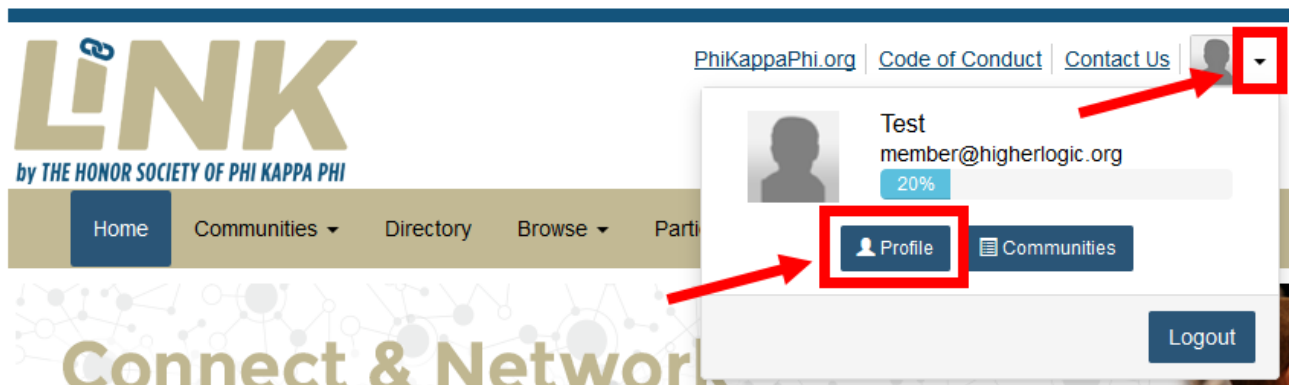 LiNK
by THE HONOR SOCIETY OF PHI KAPPA PHI
PhiKappaPhi.org Code of Conduct Contact Us
Test
member@higherlogic.org
20%
Home Communities Directory Browse Parti
Profile Communities
Logout
Connect & Network